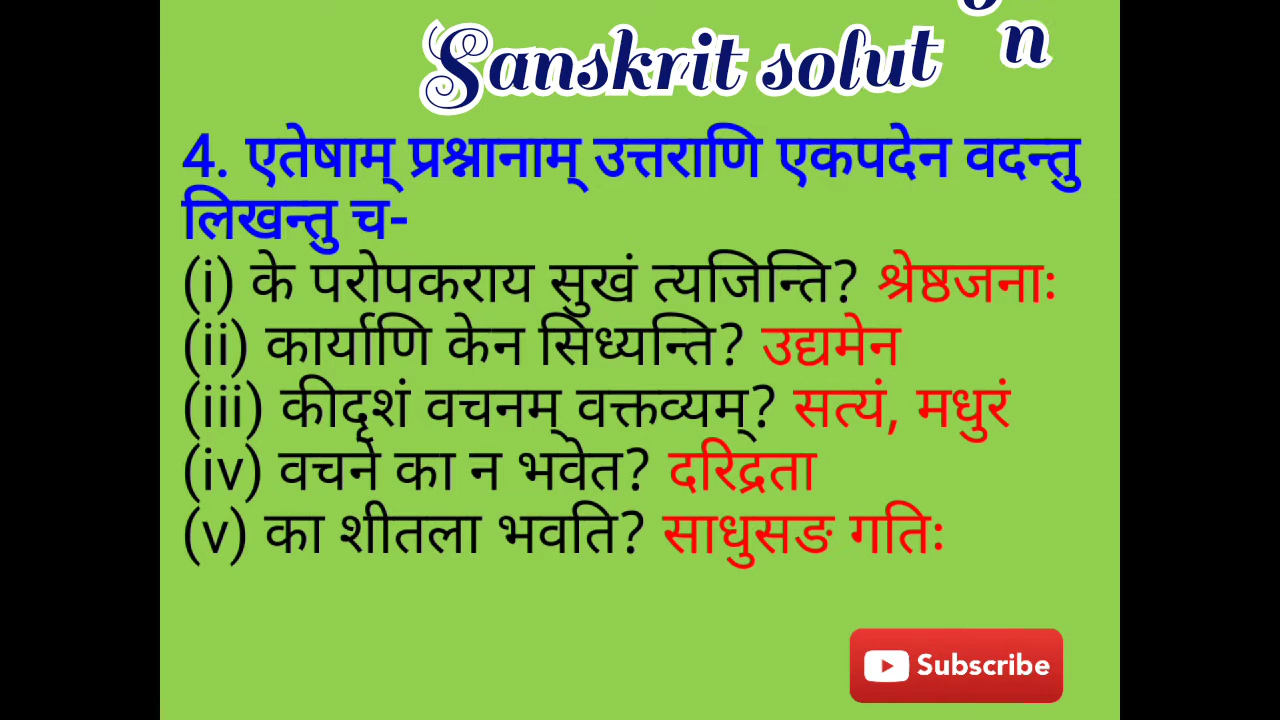 Sanskrit solut n
4. एतेषाम् प्रश्नानाम् उत्तराणि एकपदेन वदन्तु
लिखन्तु च-
(i) के परोपकराय सुखं त्यजिन्ति? श्रेष्ठजनाः
(ii) कार्याणि केन सिध्यन्ति? उद्यमेन
(iii) कीदृशं वचनम् वक्तव्यम्? सत्यं, मधुरं
(iv) वचने का न भवेत? दरिद्रता
(v) का शीतला भवति? साधुसङ गतिः
Subscribe